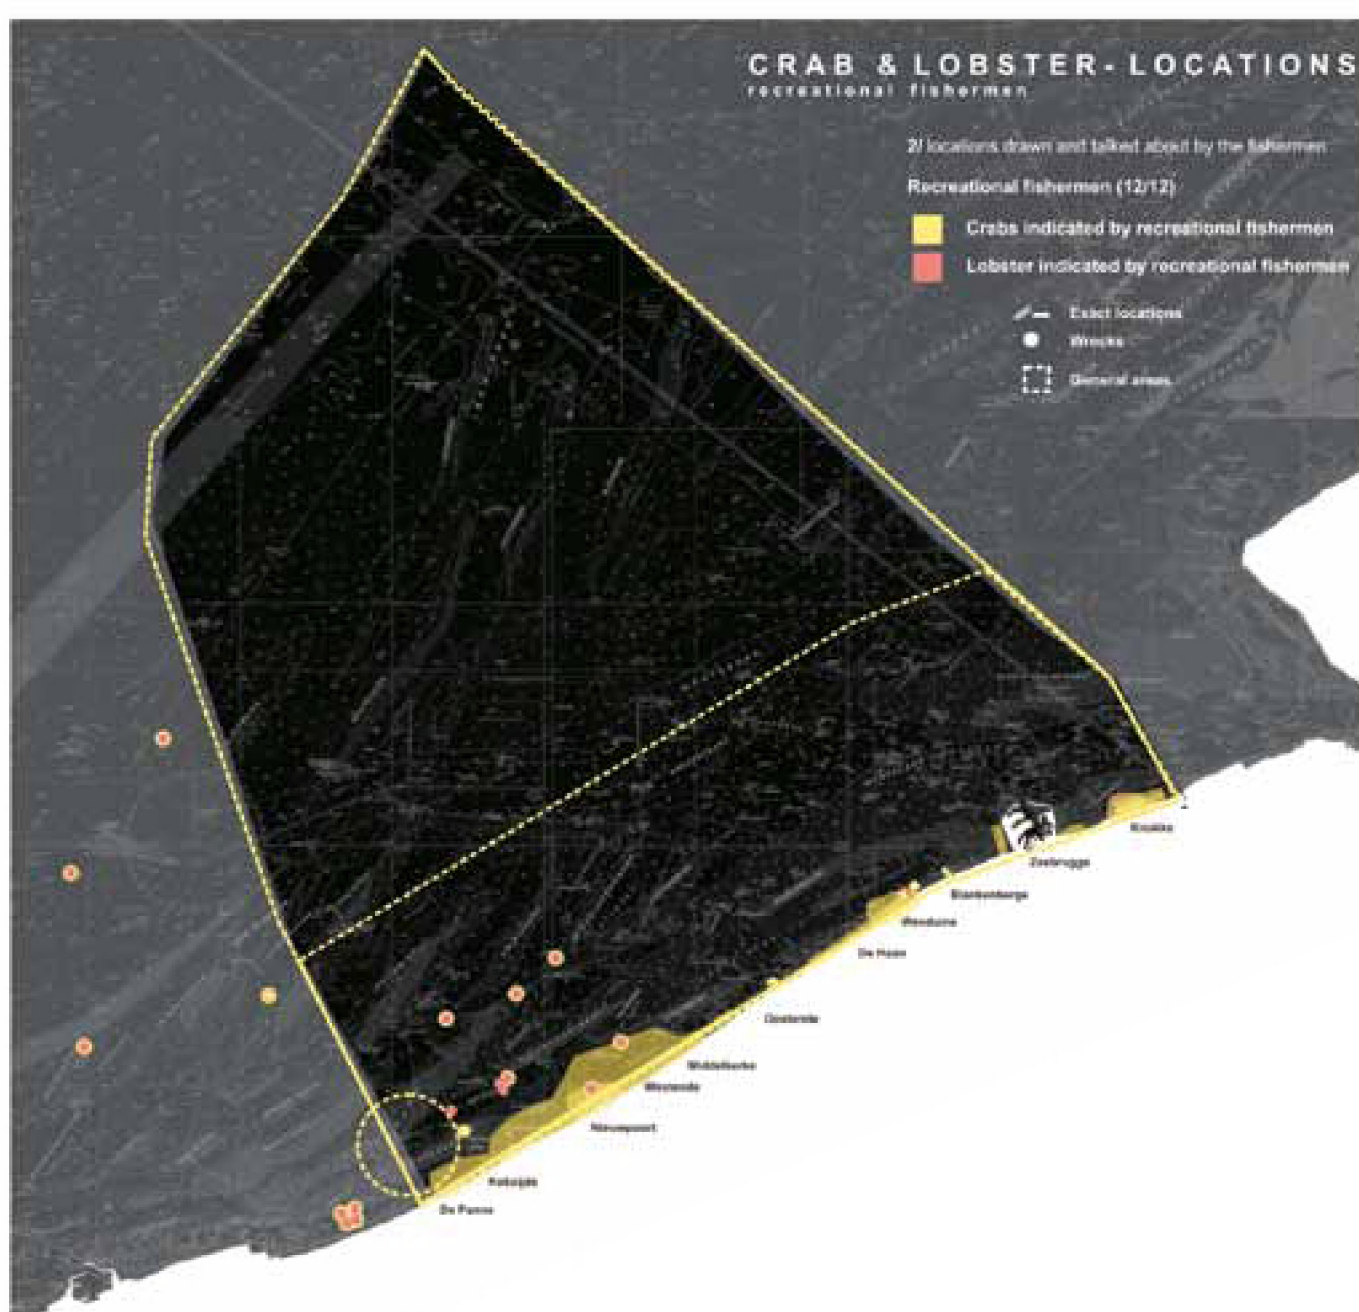 CRAB & LOBSTER - LOCATIONS
recreational fishermen
2/ locations drawn and talked about by the fishermen
Recreational fishermen (12/12)
Crabs indicated by recreational fishermen
Lobster indicated by recreational fishermen
Exact locations
Wrecks
General areas
Knokke
Zeebrugge
Blankenberge
Wenduine
De Haan
Oostende
Middelkerke
Westende
Nieuwpoort
Koksijde
De Panne